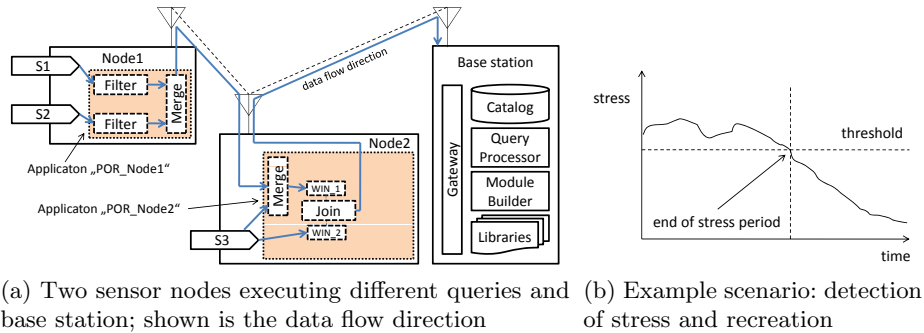 Node1
S1
S2
Filter
Filter
Merge
Applicaton „POR_Node1“
data flow direction
Node2
Applicaton „POR_Node2“
Merge
WIN_1
Join
WIN_2
S3
Base station
Gateway
Catalog
Query
Processor
Module
Builder
Libraries
stress
threshold
end of stress period
time
(a) Two sensor nodes executing different queries and
base station; shown is the data flow direction
(b) Example scenario: detection
of stress and recreation